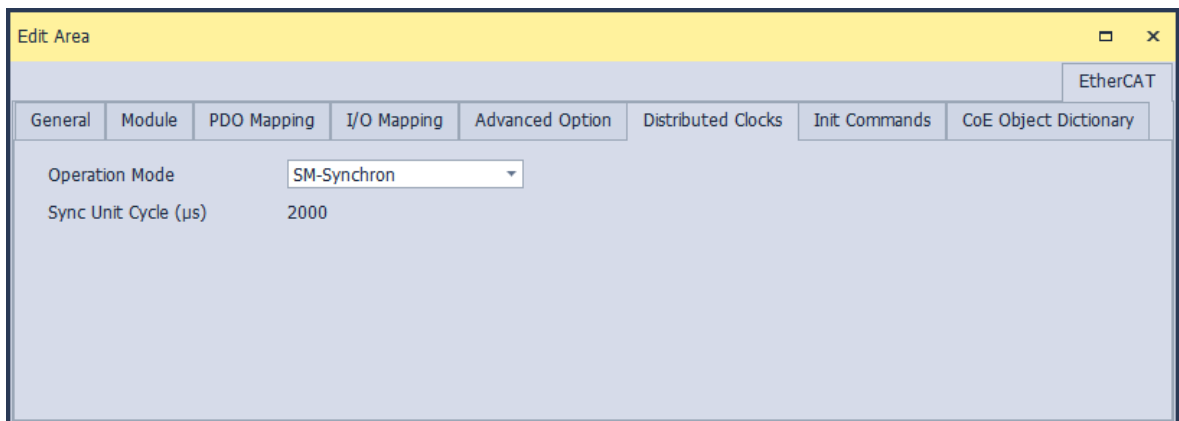 Edit Area
EtherCAT
General Module PDO Mapping I/O Mapping Advanced Option Distributed Clocks Init Commands CoE Object Dictionary
Operation Mode SM-Synchron
Sync Unit Cycle (µs) 2000